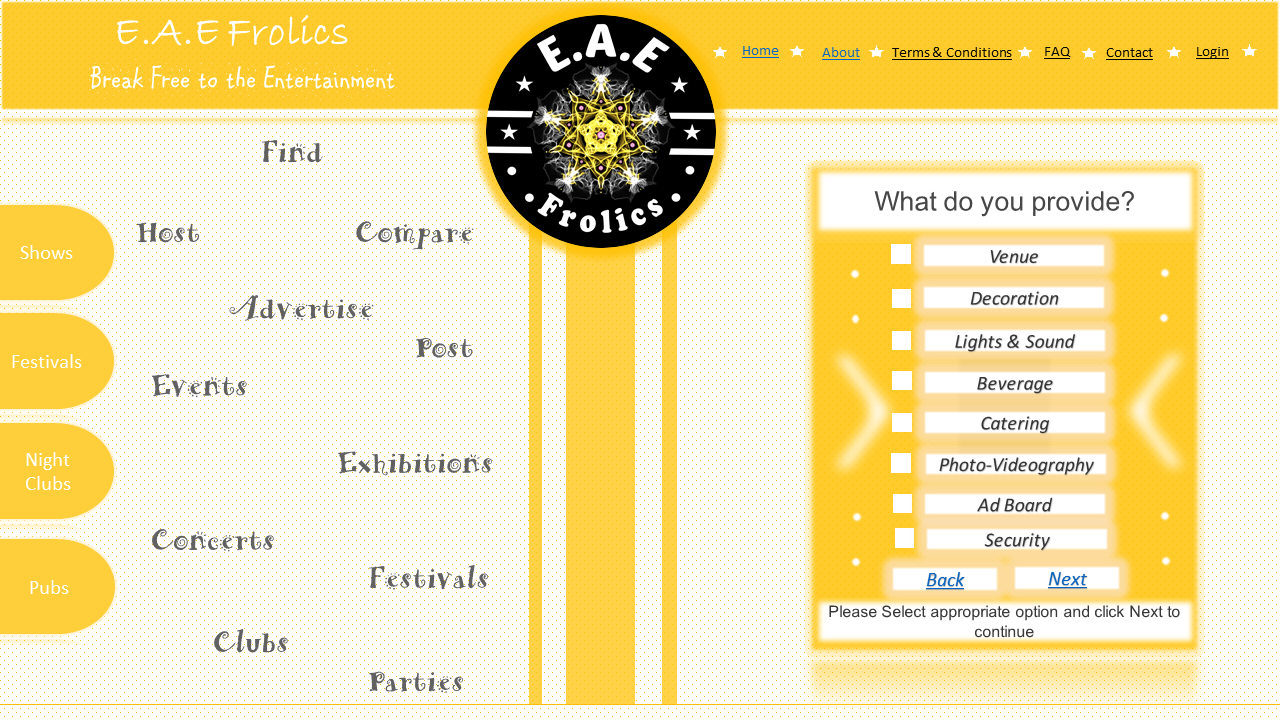 E.A.E Frolics
Break Free to the Entertainment
E.A.E
Frolics
Home
About
Terms & Conditions
FAQ
Contact
Login
Find
Host
Compare
Advertise
Post
Events
Exhibitions
Concerts
Festivals
Clubs
Parties
Shows
Festivals
Night
Clubs
Pubs
What do you provide?
Venue
Decoration
Lights & Sound
Beverage
Catering
Photo-Videography
Ad Board
Security
Back
Next
Please Select appropriate option and click Next to
continue